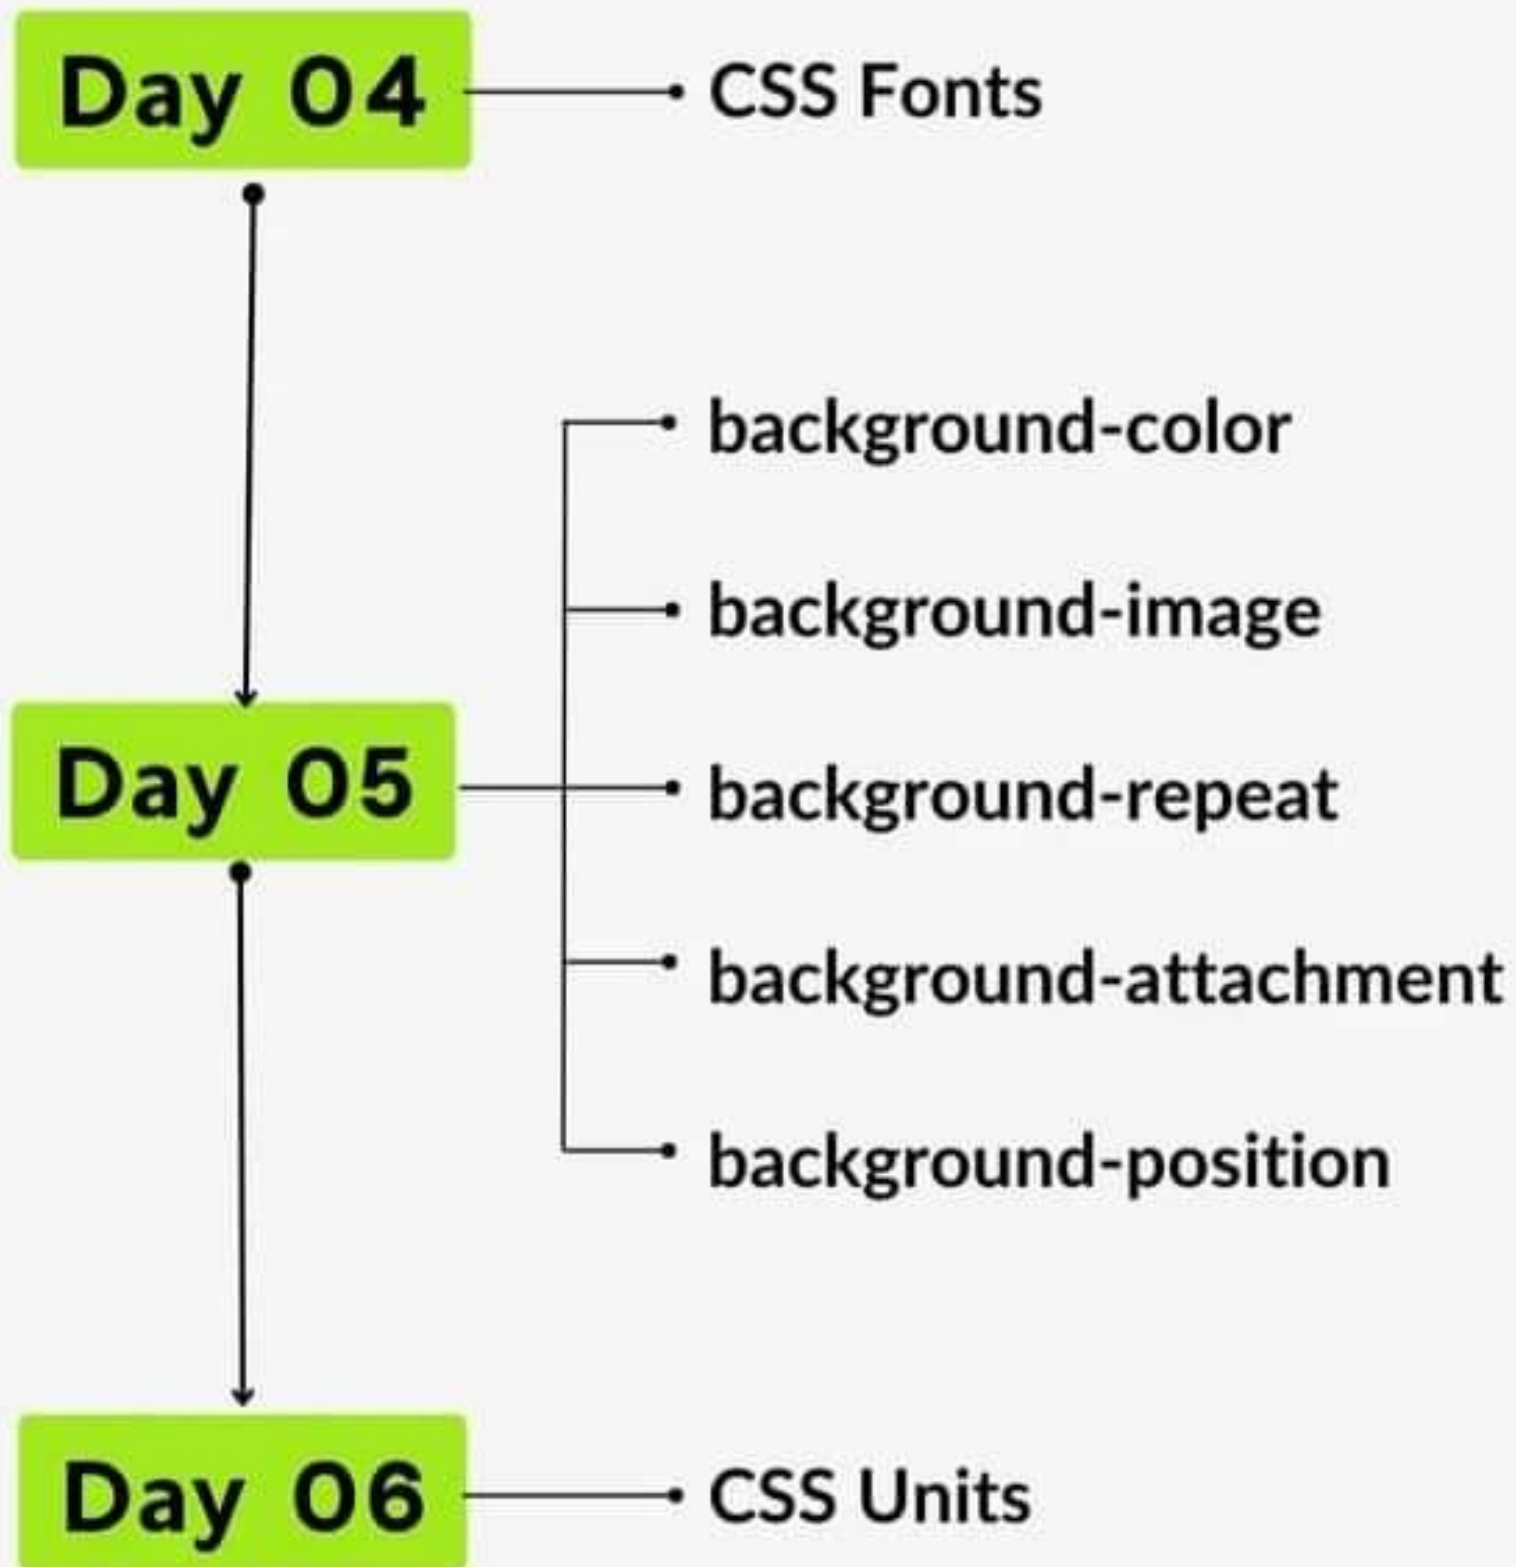 Day 04
CSS Fonts
background-color
background-image
Day 05
background-repeat
background-attachment
background-position
Day 06
CSS Units